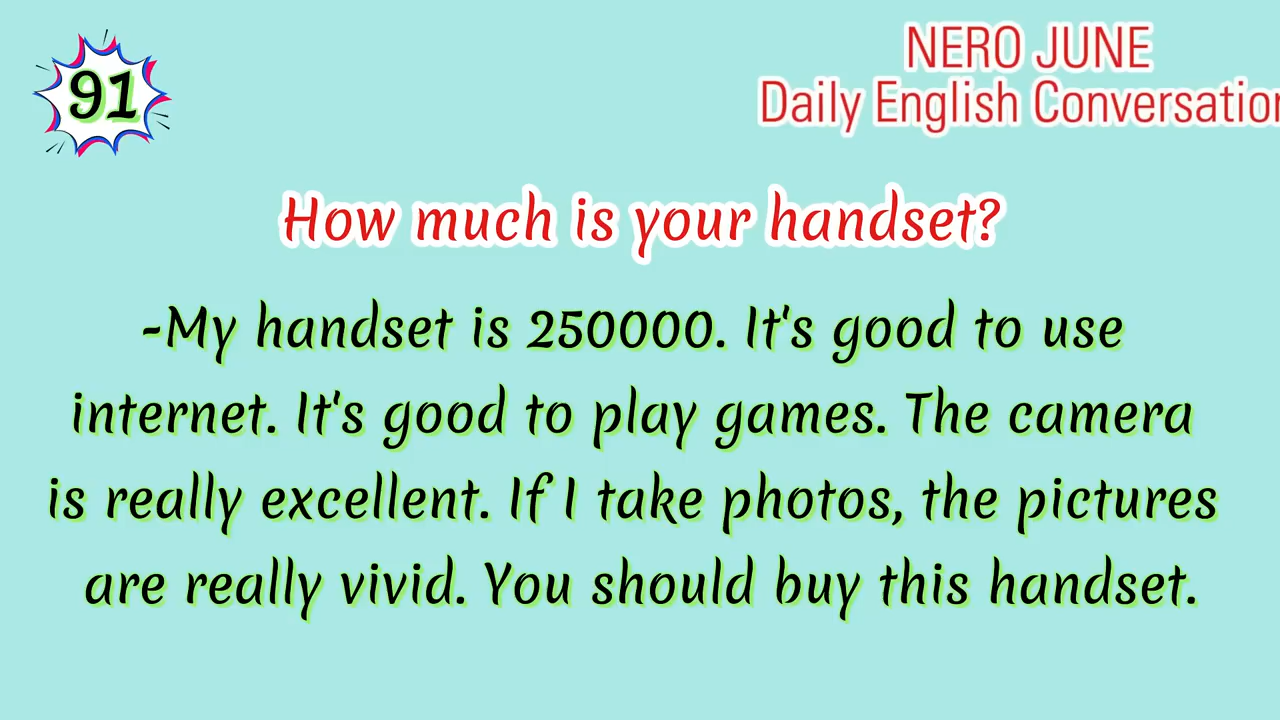 91
NERO JUNE
Daily English Conversation
How much is your handset?
-My handset is 250000. It's good to use
internet. It's good to play games. The camera
is really excellent. If I take photos, the pictures
are really vivid. You should buy this handset.